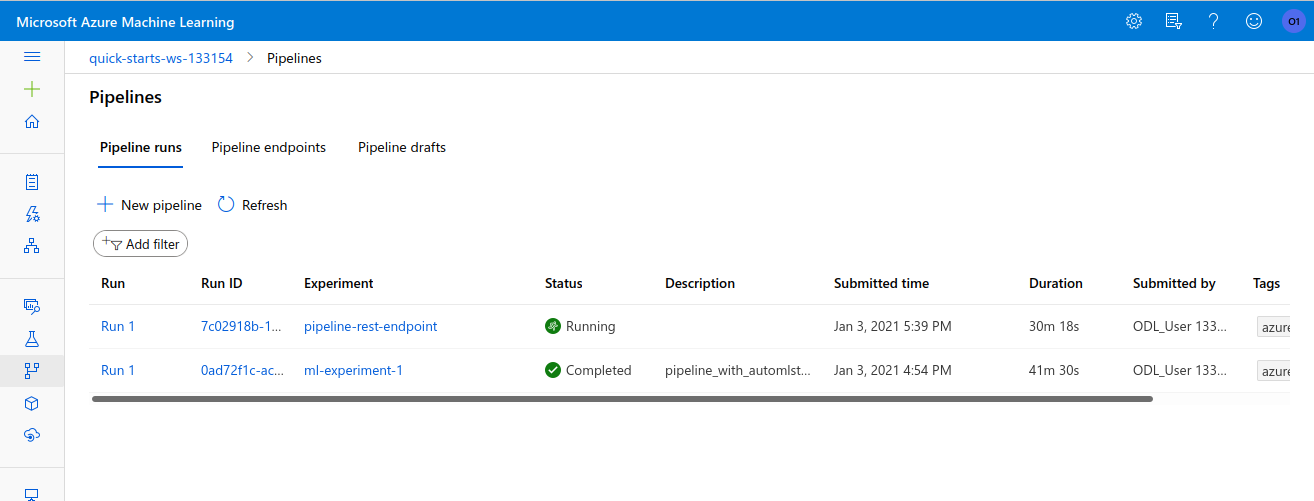 Microsoft Azure Machine Learning
O1
quick-starts-ws-133154 > Pipelines
Pipelines
Pipeline runs Pipeline endpoints Pipeline drafts
New pipeline Refresh
Add filter
Run Run ID Experiment Status Description Submitted time Duration Submitted by Tags
Run 1 7c02918b-1... pipeline-rest-endpoint Running Jan 3, 2021 5:39 PM 30m 18s ODL_User 133... azure
Run 1 0ad72f1c-ac... ml-experiment-1 Completed pipeline_with_automlst... Jan 3, 2021 4:54 PM 41m 30s ODL_User 133... azure